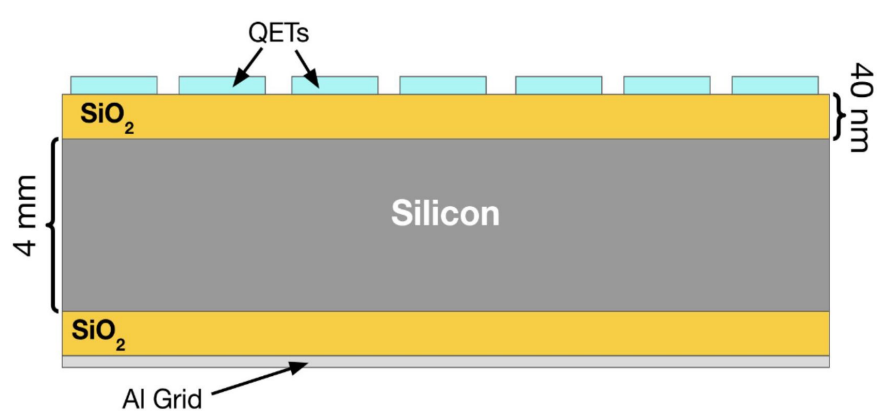 QETs
SiO2
40 nm
Silicon
4 mm
SiO2
Al Grid